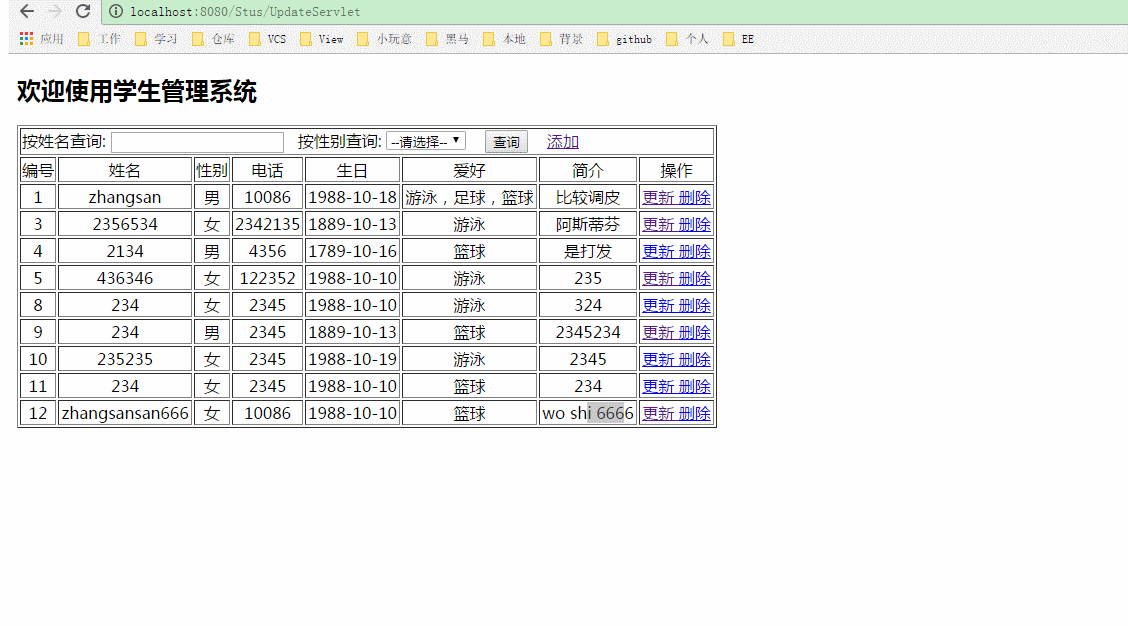 localhost:8080/Stus/UpdateServlet
应用 工作 学习 仓库 VCS View 小玩意 黑马 本地 背景 github 个人 EE
欢迎使用学生管理系统
按姓名查询: 按性别查询: --请选择-- 查询 添加
编号 姓名 性别 电话 生日 爱好 简介 操作
1 zhangsan 男 10086 1988-10-18 游泳，足球，篮球 比较调皮 更新 删除
3 2356534 女 2342135 1889-10-13 游泳 阿斯蒂芬 更新 删除
4 2134 男 4356 1789-10-16 篮球 是打发 更新 删除
5 436346 女 122352 1988-10-10 游泳 235 更新 删除
8 234 女 2345 1988-10-10 游泳 324 更新 删除
9 234 男 2345 1889-10-13 篮球 2345234 更新 删除
10 235235 女 2345 1988-10-19 游泳 2345 更新 删除
11 234 女 2345 1988-10-10 篮球 234 更新 删除
12 zhangsansan666 女 10086 1988-10-10 篮球 wo shi 6666 更新 删除